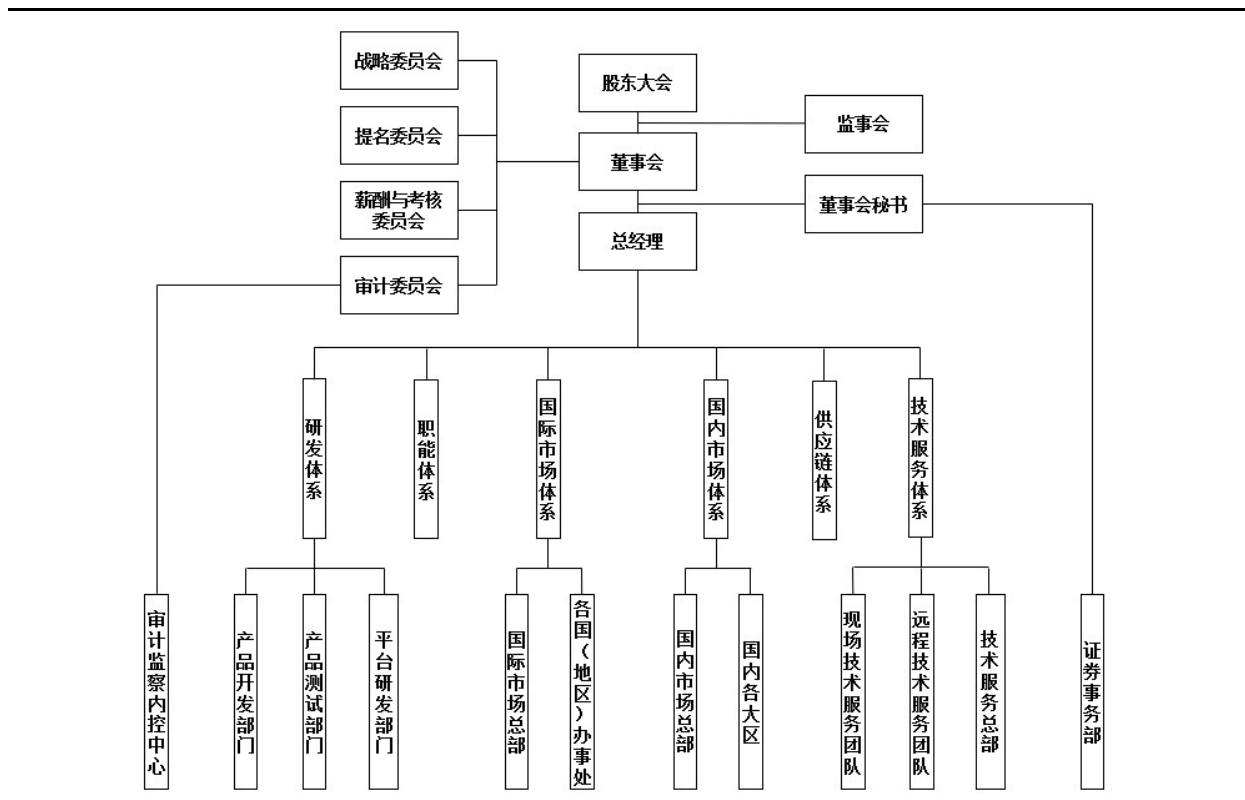 战略委员会
股东大会
监事会
提名委员会
董事会
薪酬与考核
委员会
董事会秘书
总经理
审计委员会
研发体系
职能体系
国际市场体系
国内市场体系
供应链体系
技术服务体系
审计监察内控中心
产品开发部门
产品测试部门
平台研发部门
国际市场总部
各国（地区）办事处
国内市场总部
国内各大区
现场技术服务团队
远程技术服务团队
技术服务总部
证券事务部